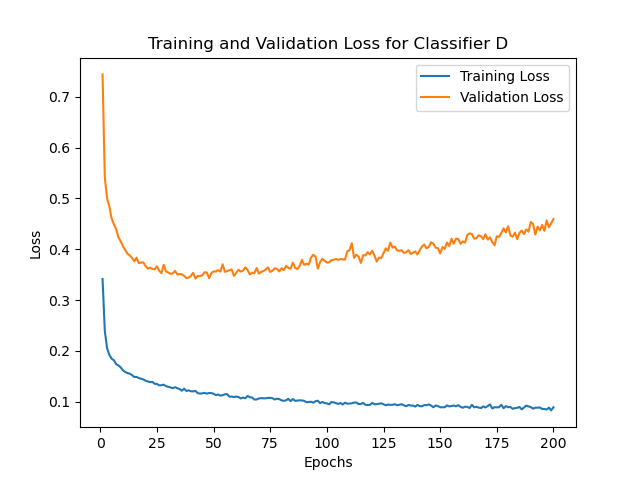 Training and Validation Loss for Classifier D
Training Loss
Validation Loss
0.7
0.6
0.5
0.4
0.3
0.2
0.1
Loss
0 25 50 75 100 125 150 175 200
Epochs